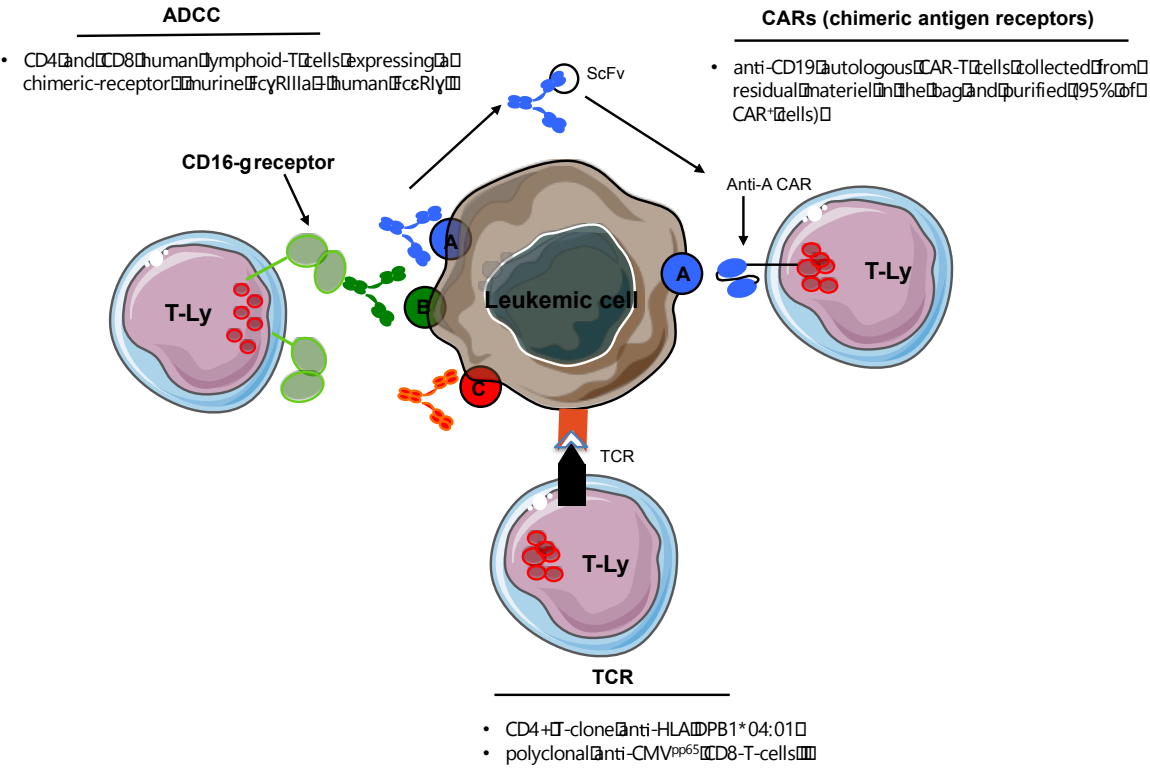 ADCC
• CD4 and CD8 human lymphoid-T cells expressing a
chimeric-receptor murine FcγRIIIa – human FcεRIγ
CARs (chimeric antigen receptors)
• anti-CD19 autologous CAR-T cells collected from
residual materiel in the bag and purified (95% of
CAR⁺ cells)
ScFv
CD16-g receptor
Anti-A CAR
A
A
T-Ly
T-Ly
B
Leukemic cell
C
TCR
T-Ly
TCR
• CD4+ T-clone anti-HLA DPB1*04:01
• polyclonal anti-CMVᵖᵖ⁶⁵ CD8-T-cells